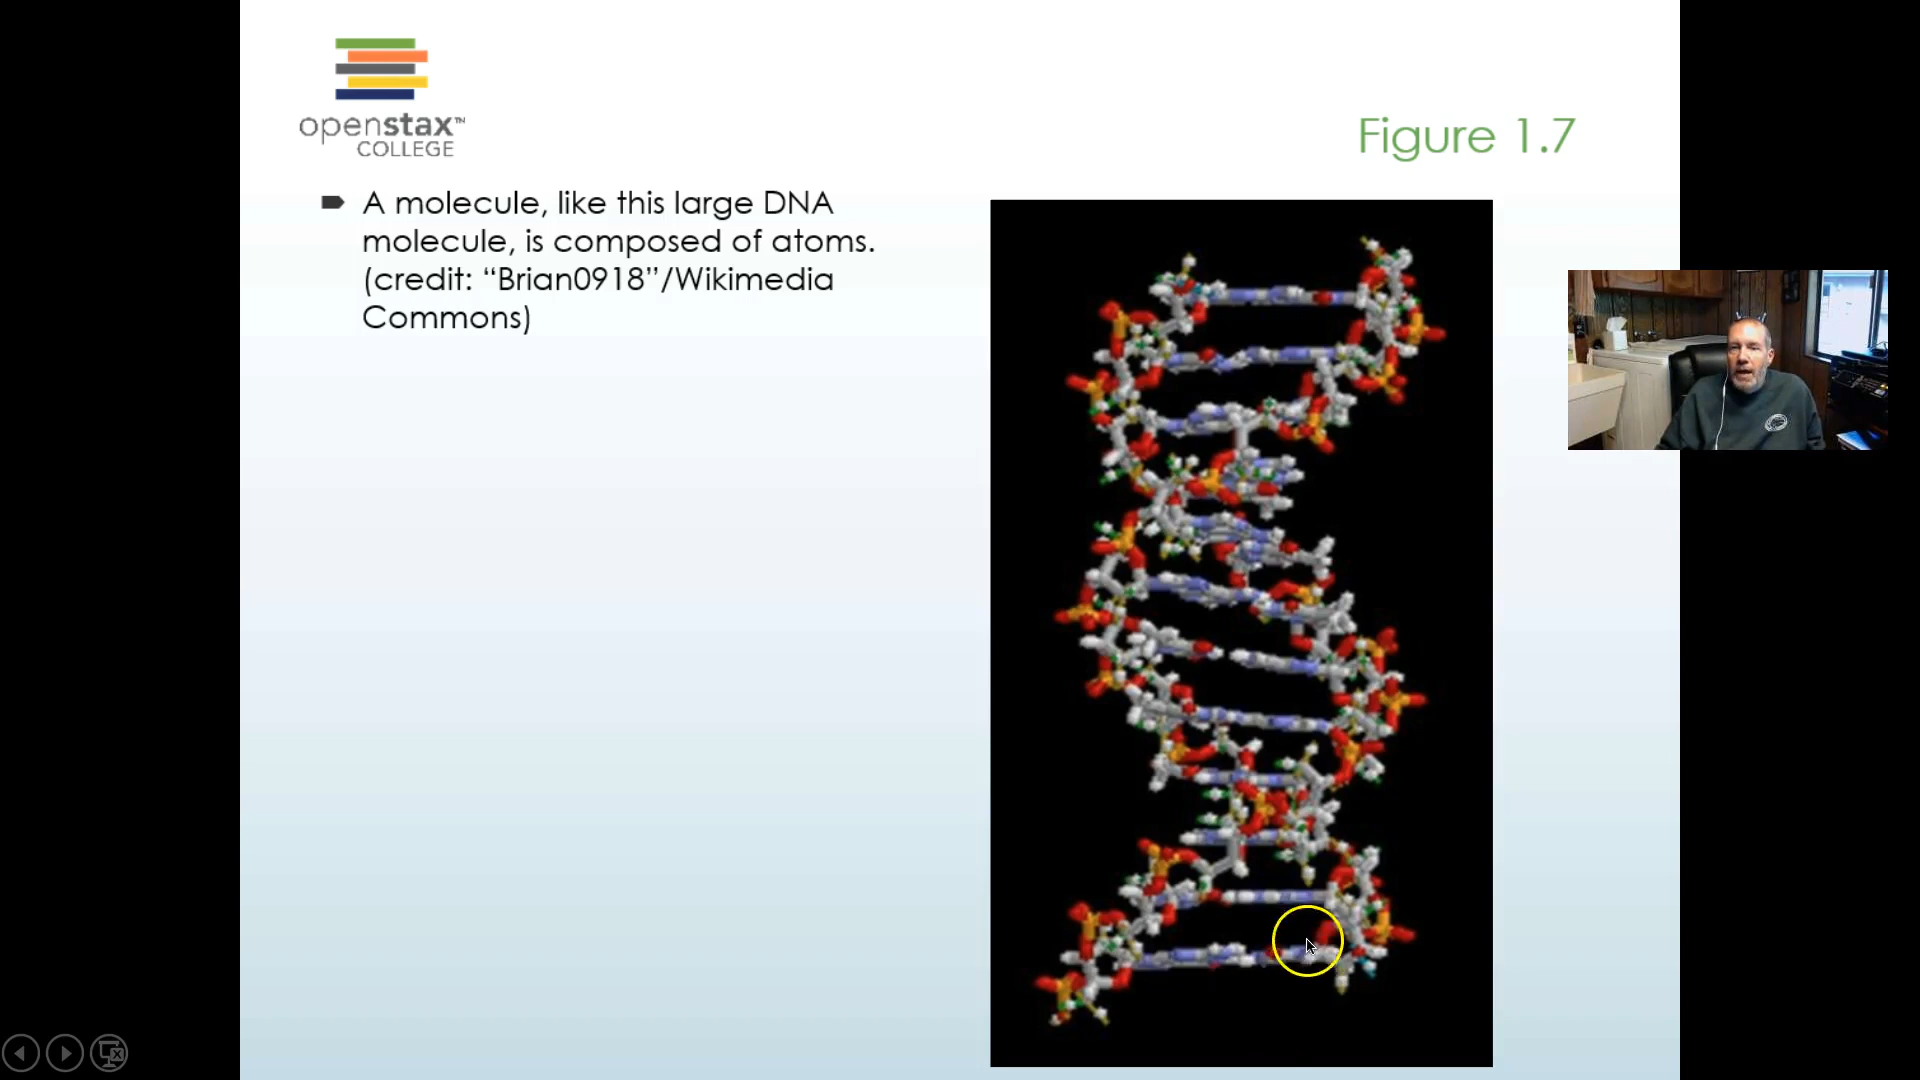 openstax™
COLLEGE
Figure 1.7
A molecule, like this large DNA
molecule, is composed of atoms.
(credit: “Brian0918”/Wikimedia
Commons)